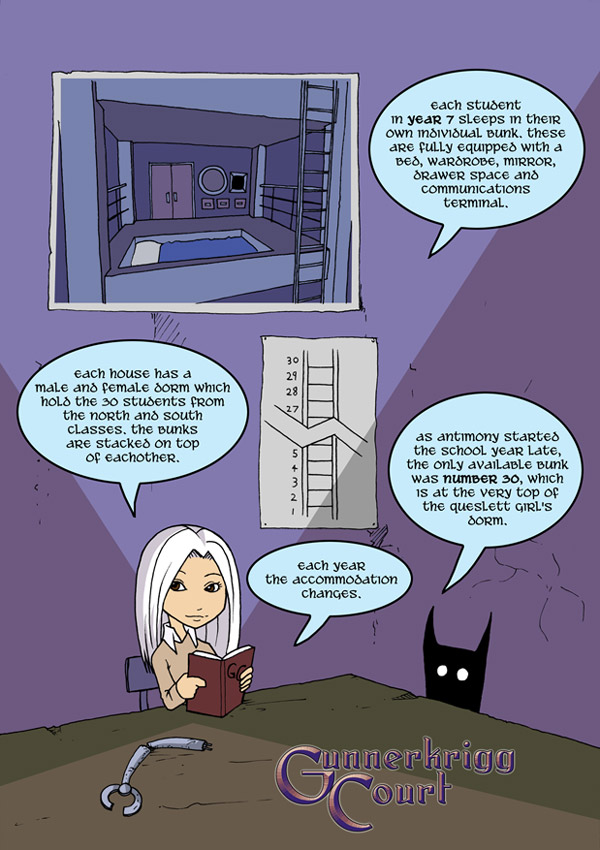 each student
in year 7 sleeps in their
own individual bunk. these
are fully equipped with a
bed, wardrobe, mirror,
drawer space and
communications
terminal.
each house has a
male and female dorm which
hold the 30 students from
the north and south
classes. the bunks
are stacked on top
of eachother.
30
29
28
27
5
4
3
2
1
as antimony started
the school year late,
the only available bunk
was number 30, which
is at the very top of
the queslett girl's
dorm.
each year
the accommodation
changes.
GC
Gunnerkrigg
Court